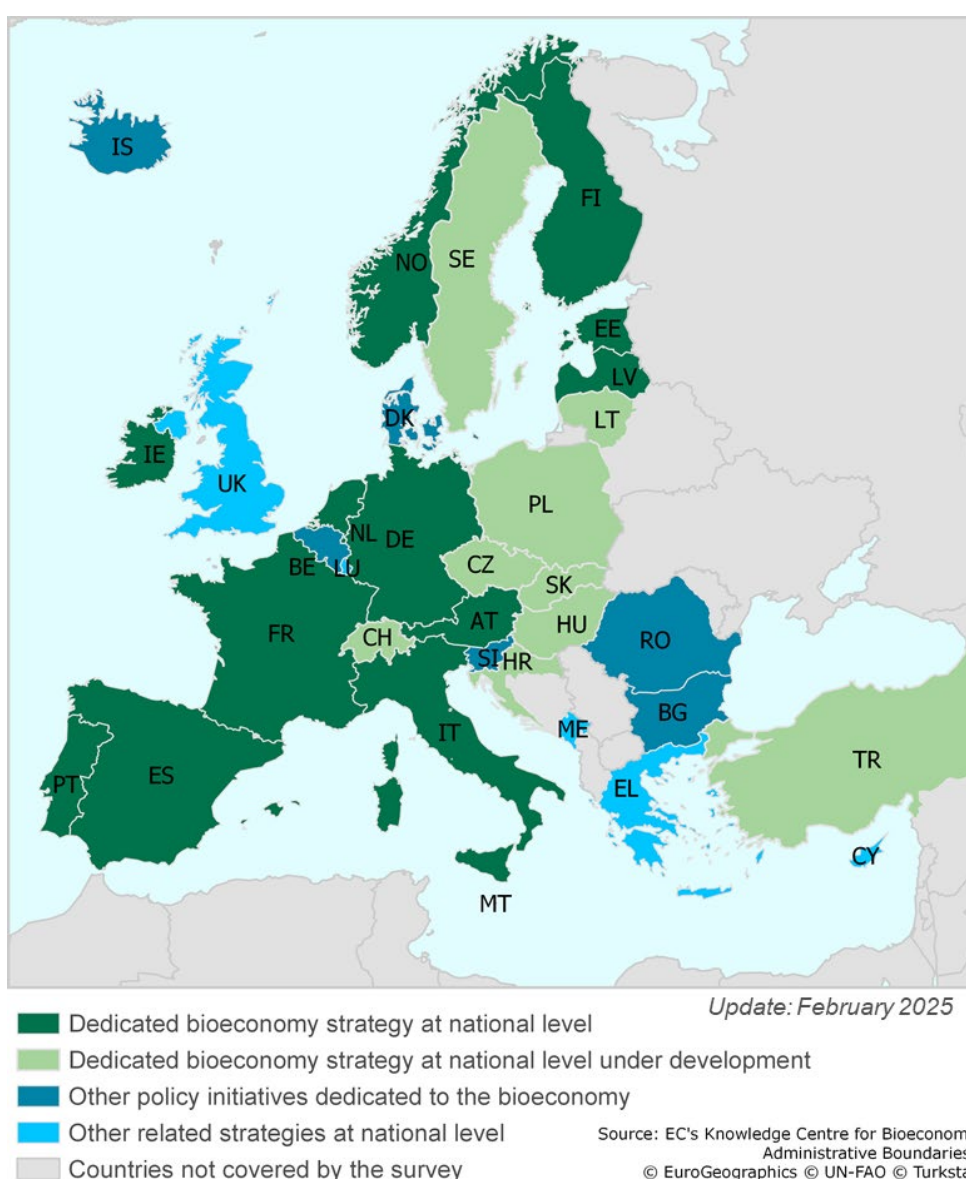 IS
FI
NO
SE
EE
LV
LT
DK
IE
UK
NL
DE
PL
BE
LU
CZ
SK
FR
CH
AT
HU
SI
HR
RO
IT
ME
BG
PT
ES
EL
TR
CY
MT
Update: February 2025
Dedicated bioeconomy strategy at national level
Dedicated bioeconomy strategy at national level under development
Other policy initiatives dedicated to the bioeconomy
Other related strategies at national level
Countries not covered by the survey
Source: EC's Knowledge Centre for Bioeconom
Administrative Boundaries
© EuroGeographics © UN-FAO © Turksta